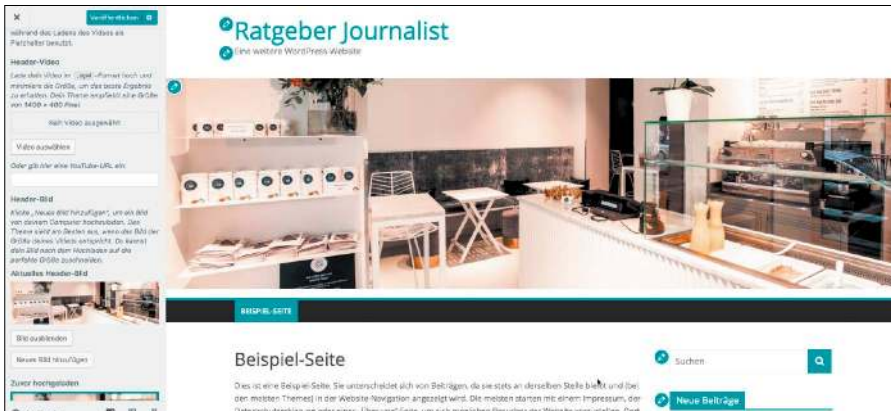 Veröffentlichen
während des Ladens des Videos als
Platzhalter benutzt.
Header-Video
Lade dein Video im .mp4-Format hoch und
minimiere die Größe, um das beste Ergebnis
zu erhalten. Dein Theme empfiehlt eine Größe
von 1400 × 400 Pixel.
Kein Video ausgewählt
Video auswählen
Oder gib hier eine YouTube-URL ein:
Header-Bild
Klicke „Neues Bild hinzufügen“, um ein Bild
von deinem Computer hochzuladen. Das
Theme sieht am Besten aus, wenn das Bild der
Größe deines Videos entspricht. Du kannst
dein Bild nach dem Hochladen auf die
perfekte Größe zuschneiden.
Aktuelles Header-Bild
Bild ausblenden
Neues Bild hinzufügen
Zuvor hochgeladen
Ratgeber Journalist
Eine weitere WordPress-Website
BEISPIEL-SEITE
Beispiel-Seite
Dies ist eine Beispiel-Seite. Sie unterscheidet sich von Beiträgen, da sie stets an derselben Stelle bleibt und (bei
den meisten Themes) in der Website-Navigation angezeigt wird. Die meisten starten mit einem Impressum, der
Suchen
Neue Beiträge